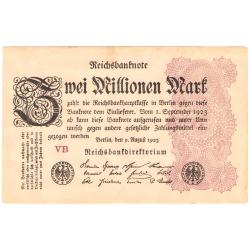 Reichsbanknote
Zwei Millionen Mark
zahlt die Reichsbankhauptkasse in Berlin gegen diese
Banknote dem Einlieferer. Vom 1. September 1923
ab kann diese Banknote aufgerufen und unter Um-
tausch gegen andere gesetzliche Zahlungsmittel ein-
gezogen werden
Berlin, den 9. August 1923
VB
Reichsbankdirektorium